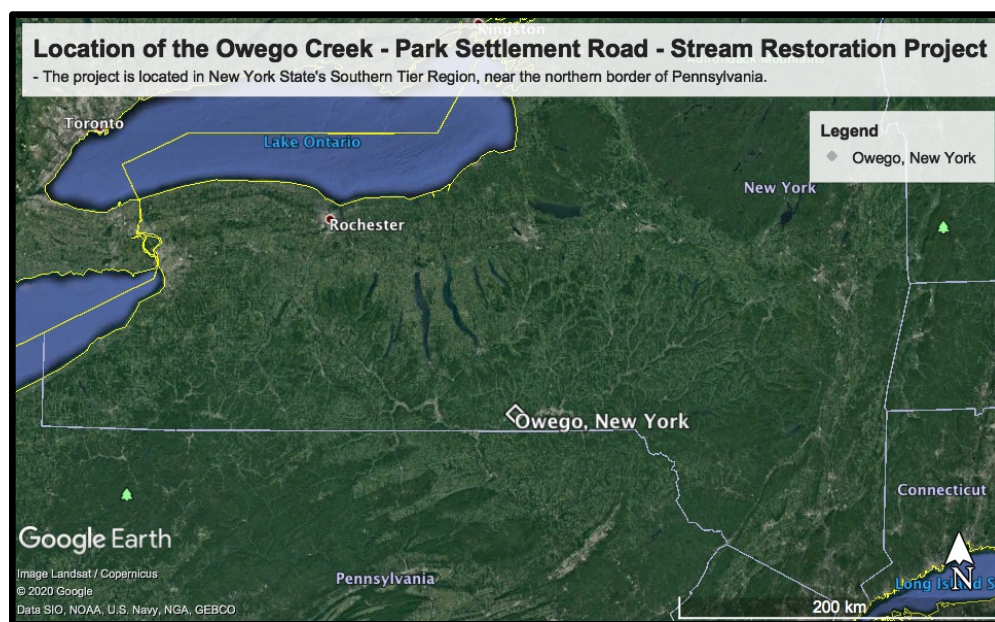 Kingston
Location of the Owego Creek - Park Settlement Road - Stream Restoration Project
- The project is located in New York State's Southern Tier Region, near the northern border of Pennsylvania.
Toronto
Lake Ontario
Legend
Owego, New York
New York
Rochester
Owego, New York
Connecticut
Google Earth
Image Landsat / Copernicus
© 2020 Google
Data SIO, NOAA, U.S. Navy, NGA, GEBCO
Pennsylvania
N
Long Island S
200 km